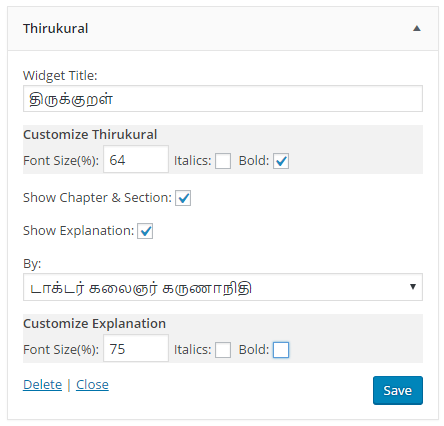 Thirukural
Widget Title:
திருக்குறள்
Customize Thirukural
Font Size(%): 64 Italics: Bold:
Show Chapter & Section:
Show Explanation:
By:
டாக்டர் கலைஞர் கருணாநிதி
Customize Explanation
Font Size(%): 75 Italics: Bold:
Delete | Close Save